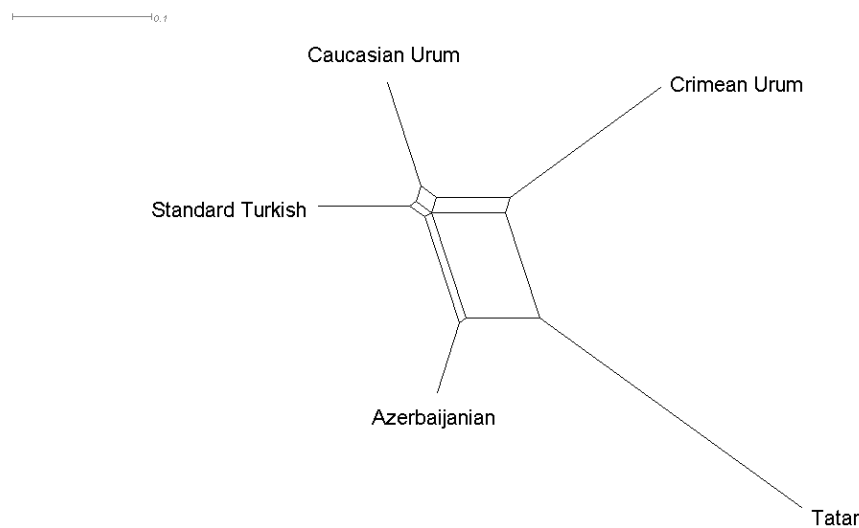 0.1
Caucasian Urum
Crimean Urum
Standard Turkish
Azerbaijanian
Tatar